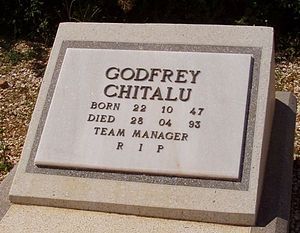 GODFREY
CHITALU
BORN 22 10 47
DIED 28 04 93
TEAM MANAGER
R I P